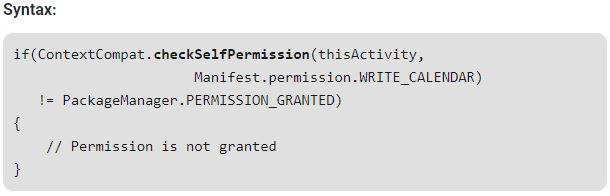 Syntax:
if(ContextCompat.checkSelfPermission(thisActivity,
                      Manifest.permission.WRITE_CALENDAR)
   != PackageManager.PERMISSION_GRANTED)
{
    // Permission is not granted
}